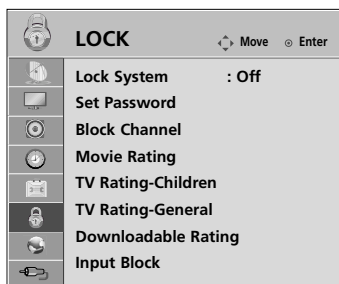 LOCK Move Enter
Lock System : Off
Set Password
Block Channel
Movie Rating
TV Rating-Children
TV Rating-General
Downloadable Rating
Input Block